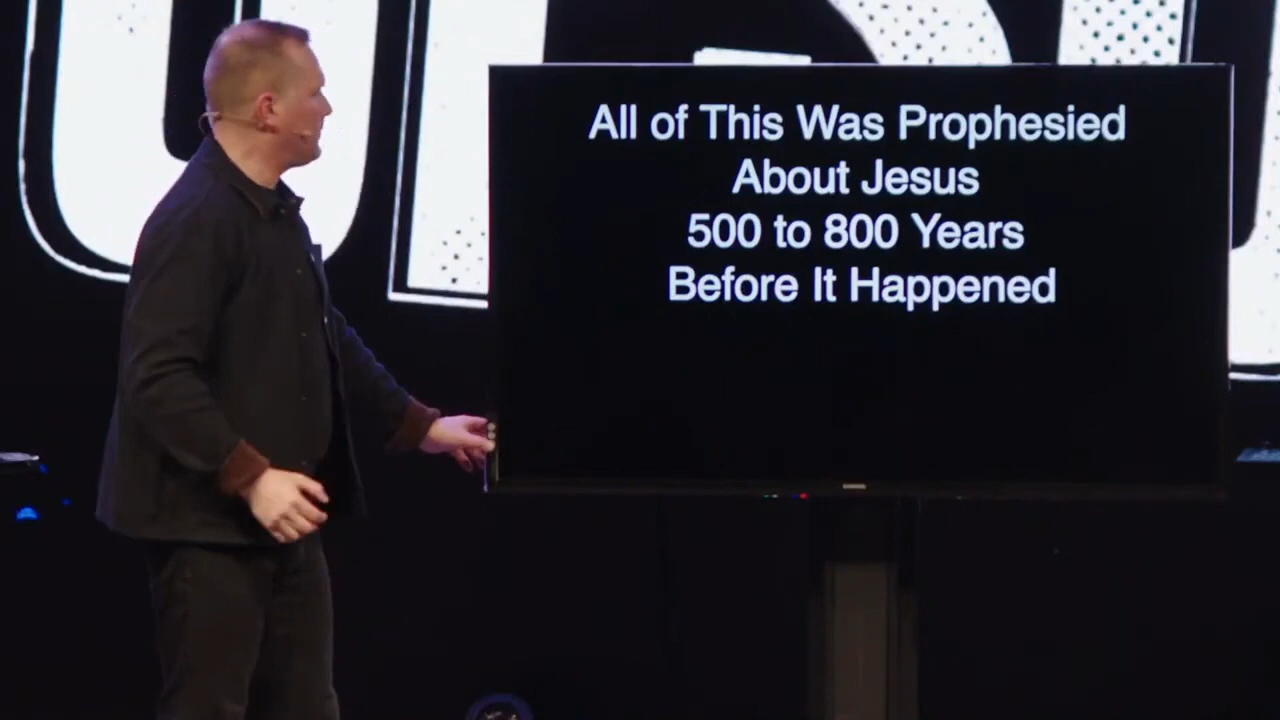 All of This Was Prophesied
About Jesus
500 to 800 Years
Before It Happened